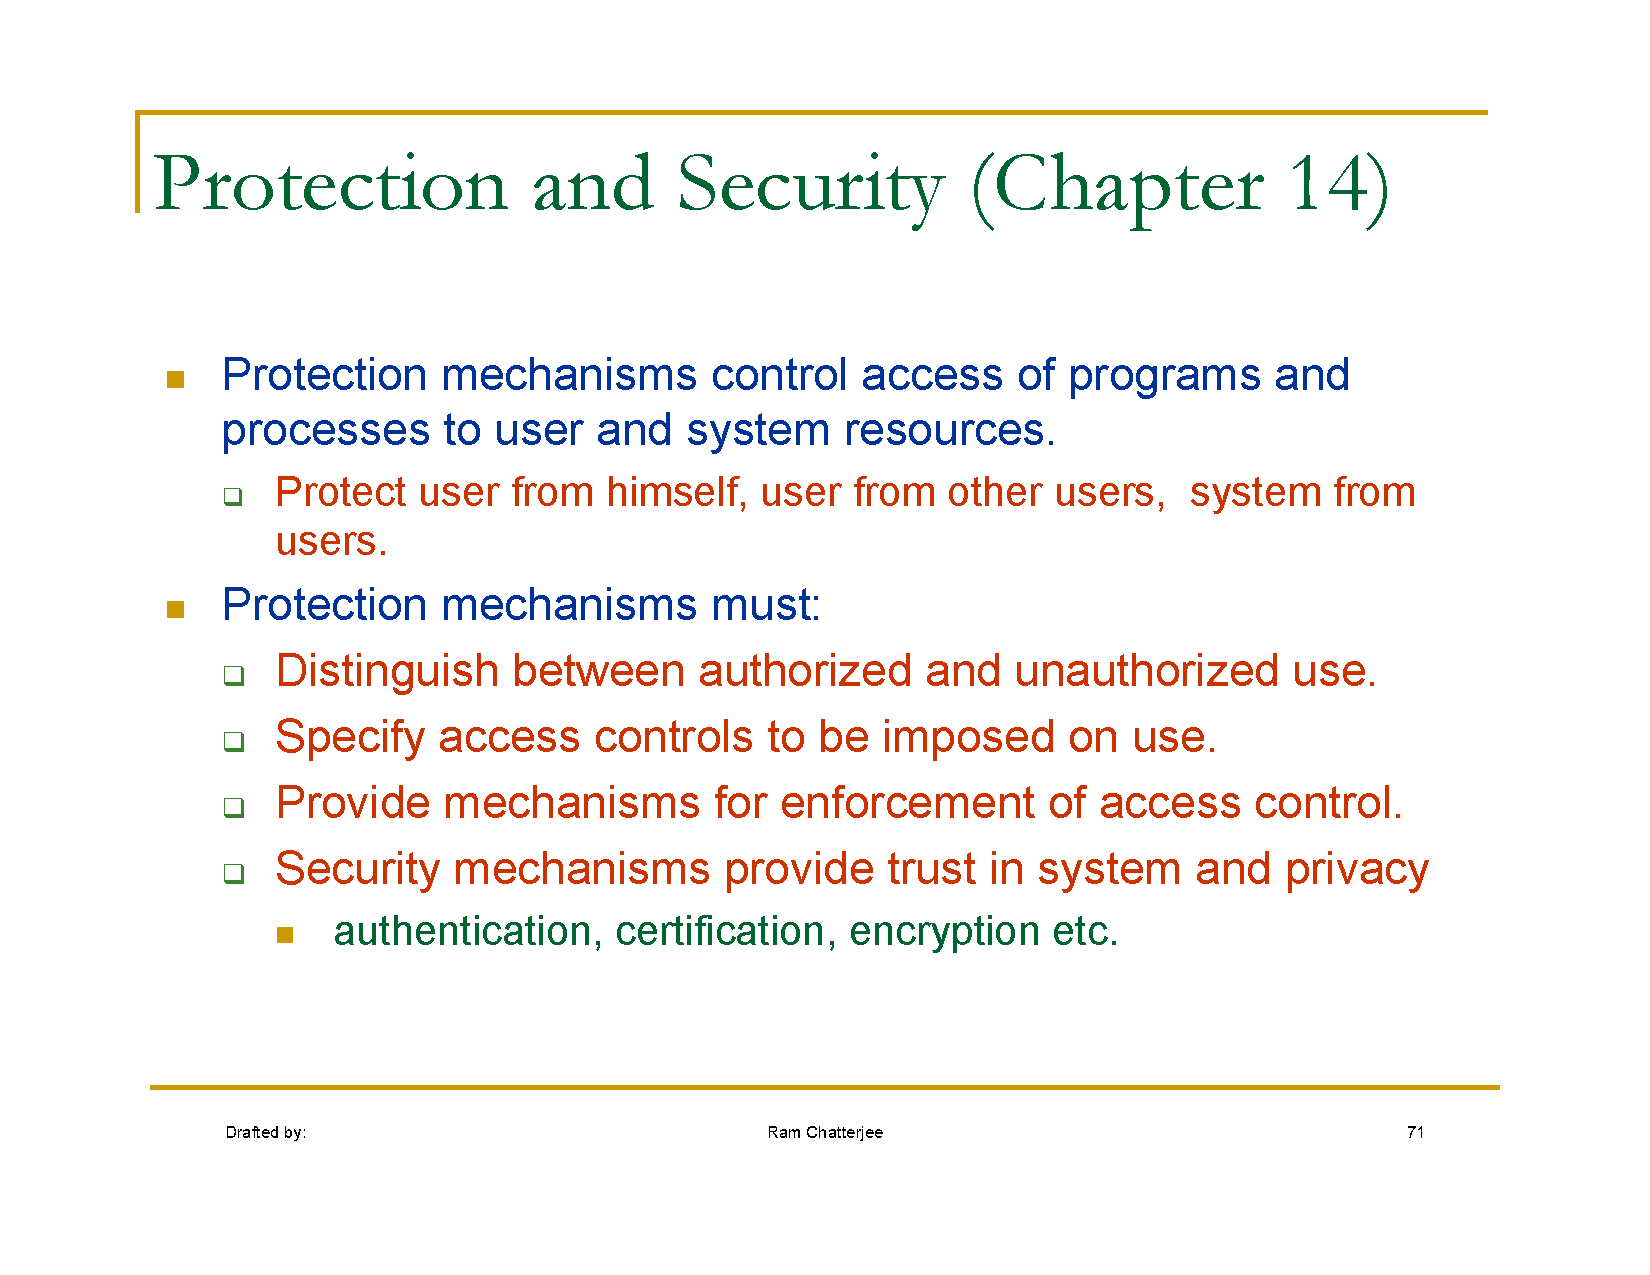 Protection and Security (Chapter 14)
Protection mechanisms control access of programs and
processes to user and system resources.
Protect user from himself, user from other users, system from
users.
Protection mechanisms must:
Distinguish between authorized and unauthorized use.
Specify access controls to be imposed on use.
Provide mechanisms for enforcement of access control.
Security mechanisms provide trust in system and privacy
authentication, certification, encryption etc.
Drafted by: Ram Chatterjee 71